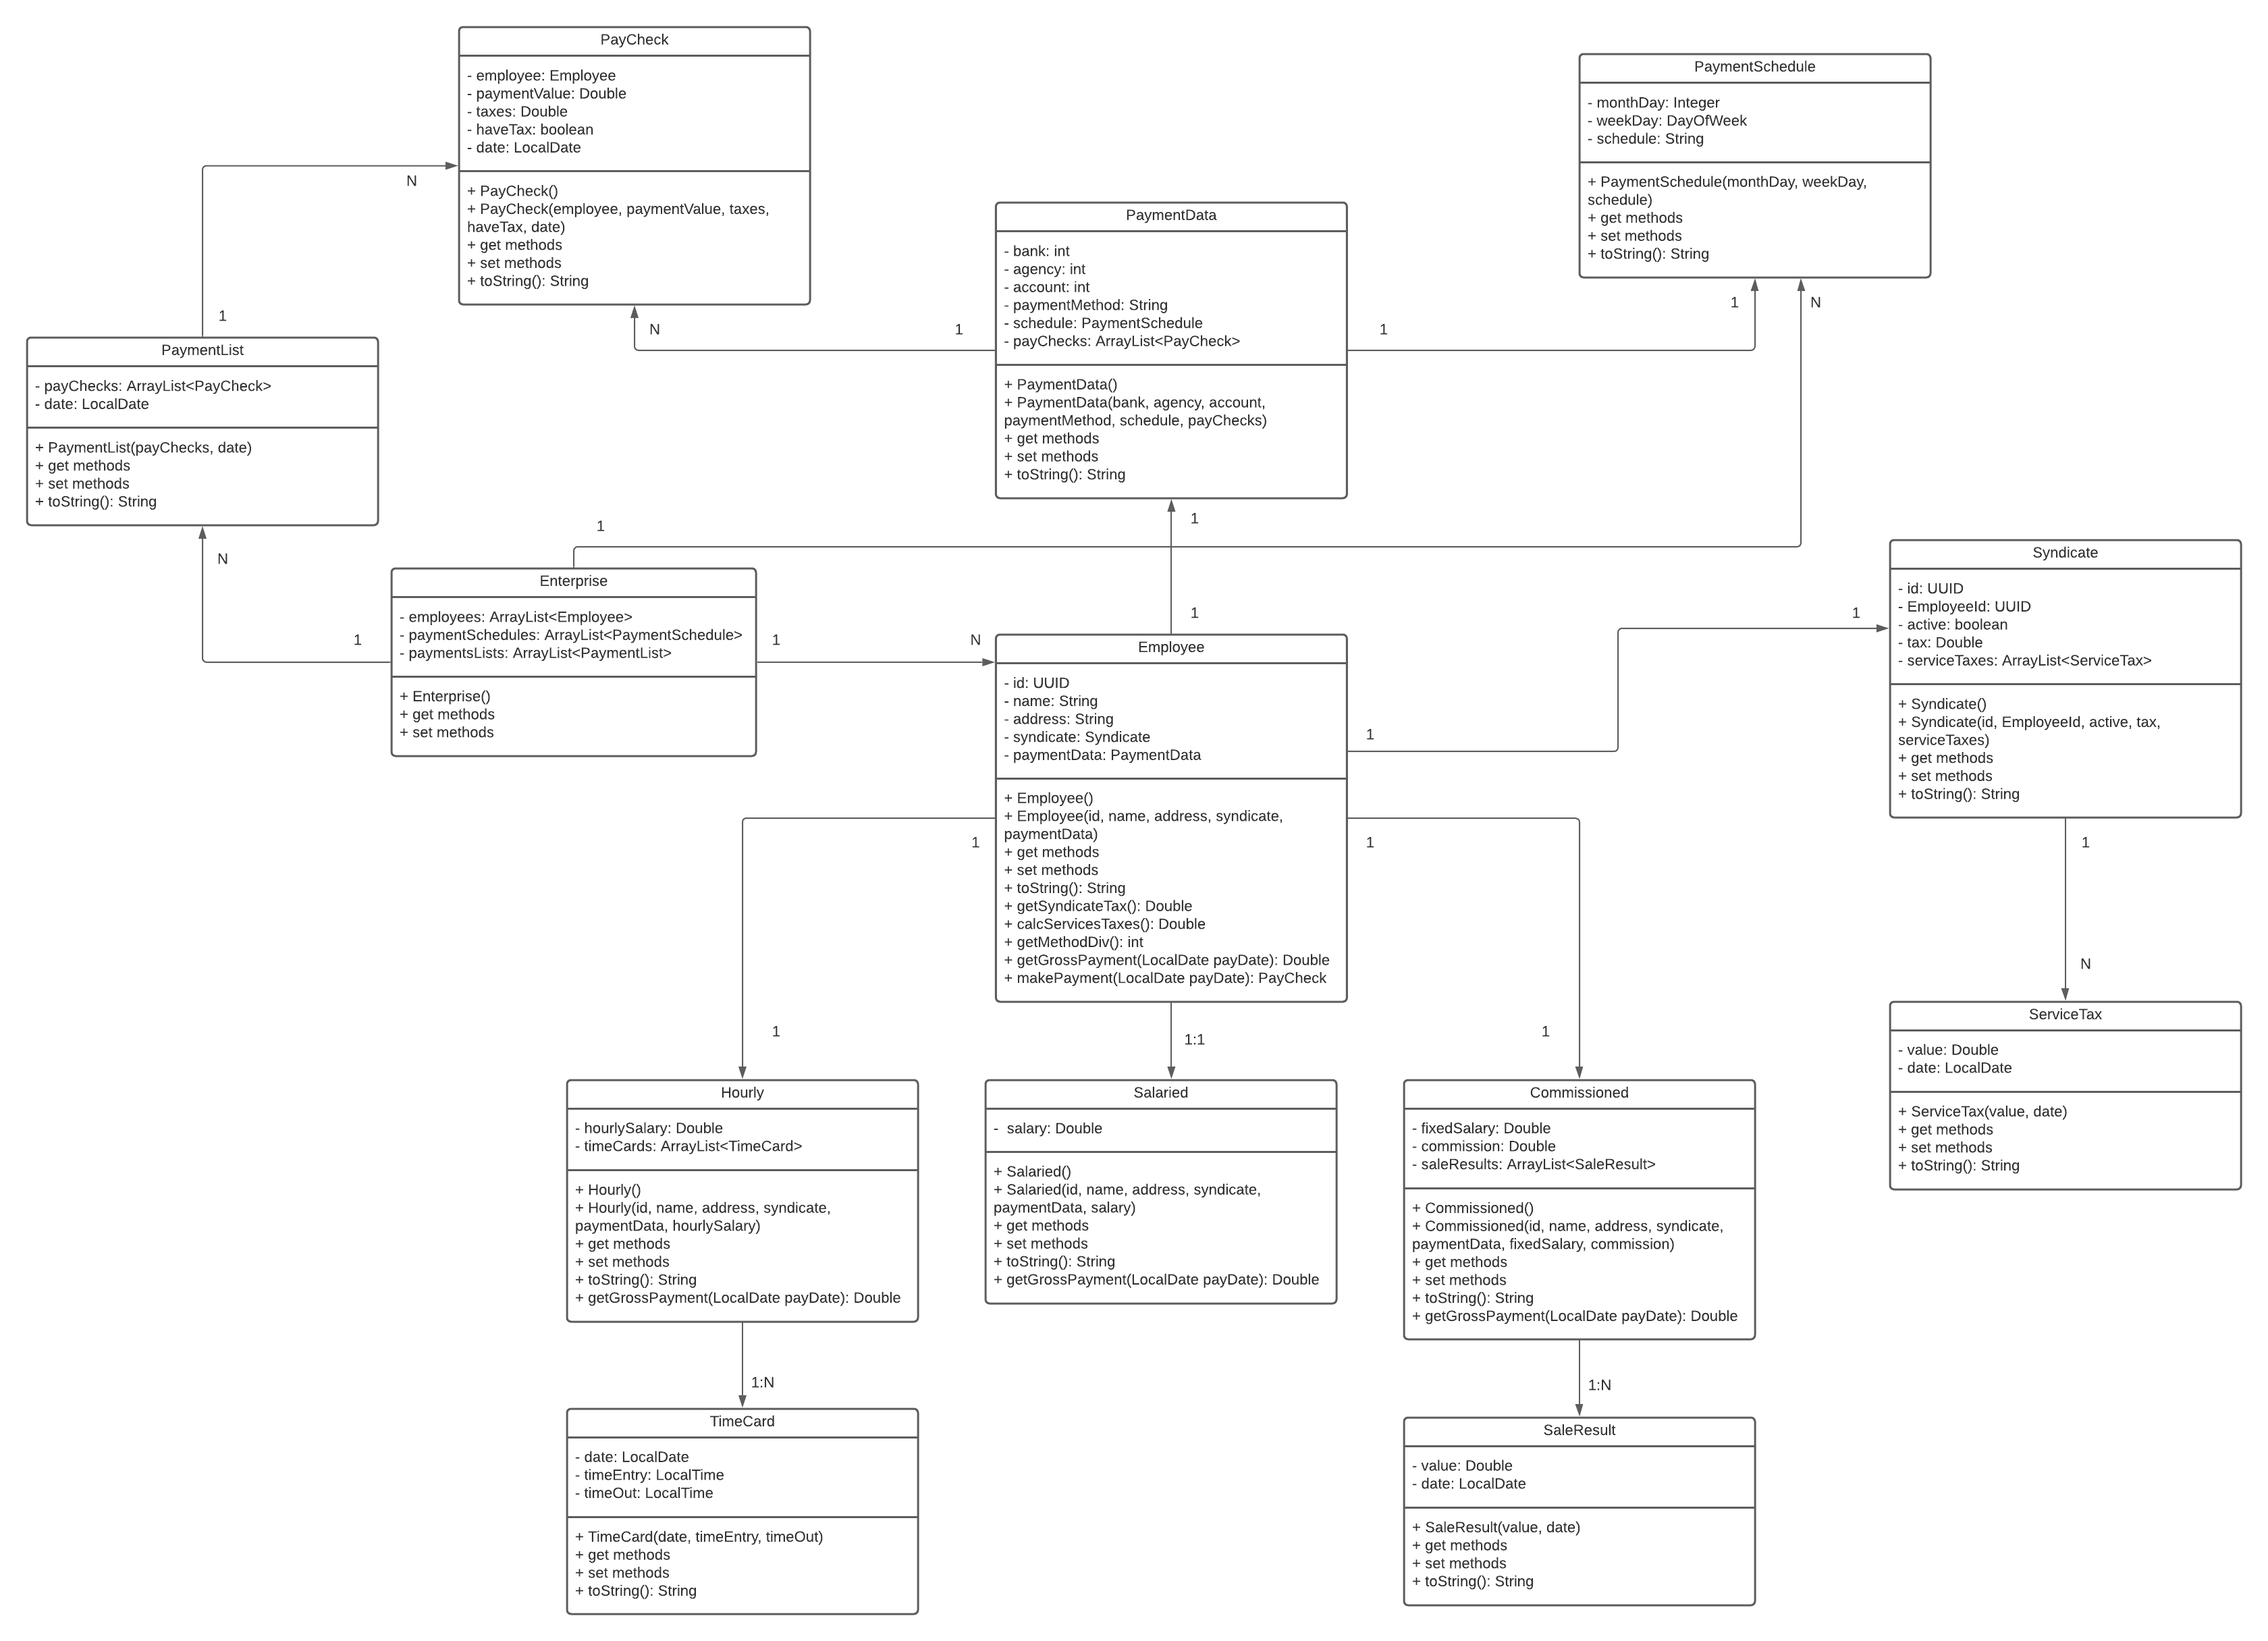 PayCheck
- employee: Employee
- paymentValue: Double
- taxes: Double
- haveTax: boolean
- date: LocalDate
+ PayCheck()
+ PayCheck(employee, paymentValue, taxes,
haveTax, date)
+ get methods
+ set methods
+ toString(): String
PaymentSchedule
- monthDay: Integer
- weekDay: DayOfWeek
- schedule: String
+ PaymentSchedule(monthDay, weekDay,
schedule)
+ get methods
+ set methods
+ toString(): String
PaymentData
- bank: int
- agency: int
- account: int
- paymentMethod: String
- schedule: PaymentSchedule
- payChecks: ArrayList<PayCheck>
+ PaymentData()
+ PaymentData(bank, agency, account,
paymentMethod, schedule, payChecks)
+ get methods
+ set methods
+ toString(): String
N
1
N
1
1
1
N
PaymentList
- payChecks: ArrayList<PayCheck>
- date: LocalDate
+ PaymentList(payChecks, date)
+ get methods
+ set methods
+ toString(): String
N
1
1
1
Enterprise
- employees: ArrayList<Employee>
- paymentSchedules: ArrayList<PaymentSchedule>
- paymentsLists: ArrayList<PaymentList>
+ Enterprise()
+ get methods
+ set methods
1
1
N
1
Employee
- id: UUID
- name: String
- address: String
- syndicate: Syndicate
- paymentData: PaymentData
+ Employee()
+ Employee(id, name, address, syndicate,
paymentData)
+ get methods
+ set methods
+ toString(): String
+ getSyndicateTax(): Double
+ calcServicesTaxes(): Double
+ getMethodDiv(): int
+ getGrossPayment(LocalDate payDate): Double
+ makePayment(LocalDate payDate): PayCheck
1
Syndicate
- id: UUID
- EmployeeId: UUID
- active: boolean
- tax: Double
- serviceTaxes: ArrayList<ServiceTax>
+ Syndicate()
+ Syndicate(id, EmployeeId, active, tax,
serviceTaxes)
+ get methods
+ set methods
+ toString(): String
1
1
1
N
ServiceTax
- value: Double
- date: LocalDate
+ ServiceTax(value, date)
+ get methods
+ set methods
+ toString(): String
1
1
1:1
1
Hourly
- hourlySalary: Double
- timeCards: ArrayList<TimeCard>
+ Hourly()
+ Hourly(id, name, address, syndicate,
paymentData, hourlySalary)
+ get methods
+ set methods
+ toString(): String
+ getGrossPayment(LocalDate payDate): Double
Salaried
-  salary: Double
+ Salaried()
+ Salaried(id, name, address, syndicate,
paymentData, salary)
+ get methods
+ set methods
+ toString(): String
+ getGrossPayment(LocalDate payDate): Double
Commissioned
- fixedSalary: Double
- commission: Double
- saleResults: ArrayList<SaleResult>
+ Commissioned()
+ Commissioned(id, name, address, syndicate,
paymentData, fixedSalary, commission)
+ get methods
+ set methods
+ toString(): String
+ getGrossPayment(LocalDate payDate): Double
1:N
1:N
TimeCard
- date: LocalDate
- timeEntry: LocalTime
- timeOut: LocalTime
+ TimeCard(date, timeEntry, timeOut)
+ get methods
+ set methods
+ toString(): String
SaleResult
- value: Double
- date: LocalDate
+ SaleResult(value, date)
+ get methods
+ set methods
+ toString(): String